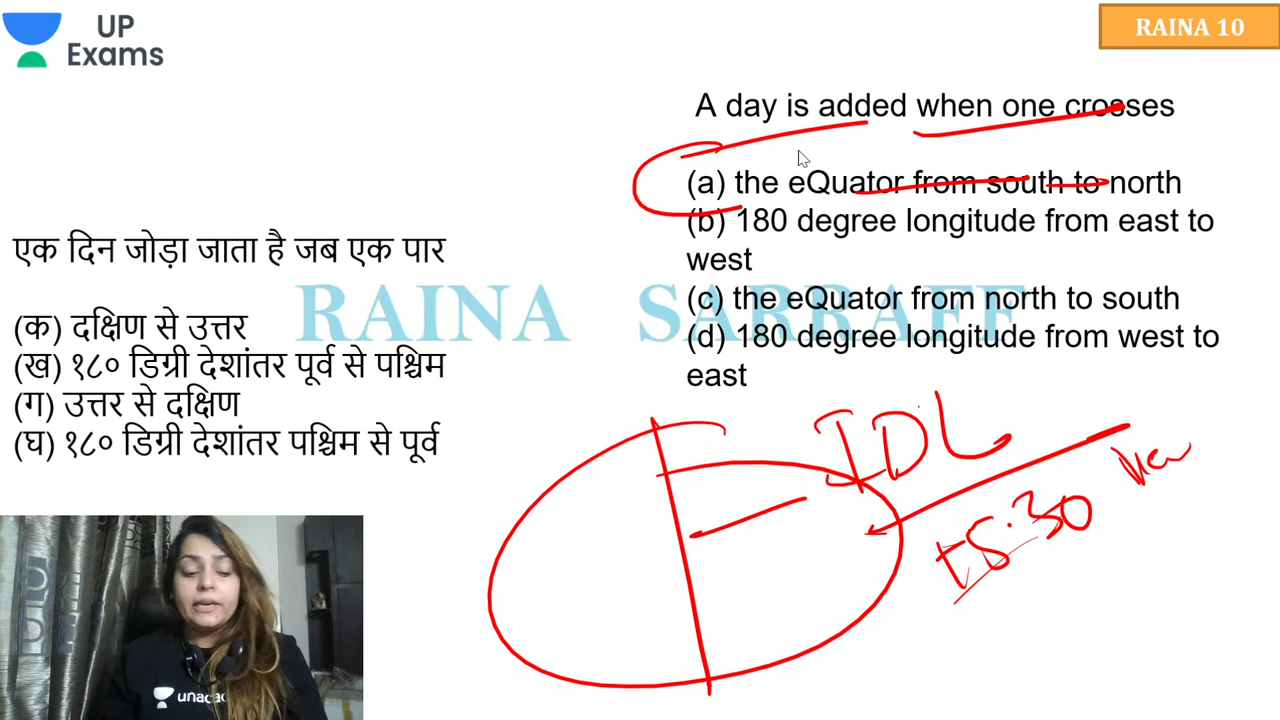 UP
Exams
RAINA 10
A day is added when one crosses
(a) the eQuator from south to north
(b) 180 degree longitude from east to
west
(c) the eQuator from north to south
(d) 180 degree longitude from west to
east
एक दिन जोड़ा जाता है जब एक पार
(क) दक्षिण से उत्तर
(ख) १८० डिग्री देशांतर पूर्व से पश्चिम
(ग) उत्तर से दक्षिण
(घ) १८० डिग्री देशांतर पश्चिम से पूर्व
RAINA SARRAFF
IDL